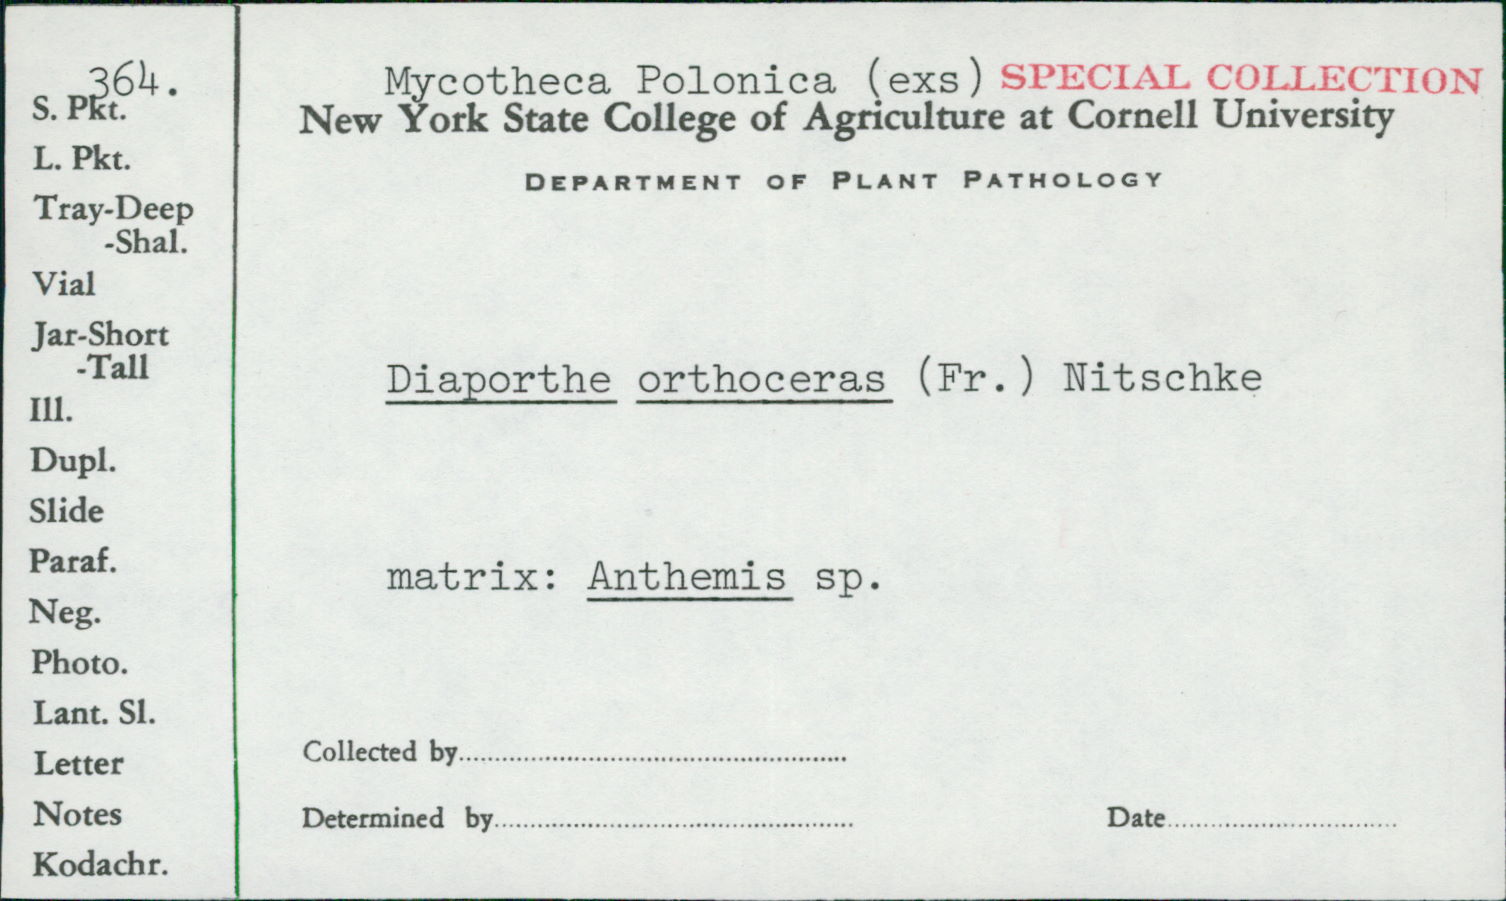 364.
S. Pkt.
L. Pkt.
Tray-Deep
-Shal.
Vial
Jar-Short
-Tall
Ill.
Dupl.
Slide
Paraf.
Neg.
Photo.
Lant. Sl.
Letter
Notes
Kodachr.
Mycotheca Polonica (exs) SPECIAL COLLECTION
New York State College of Agriculture at Cornell University
DEPARTMENT OF PLANT PATHOLOGY
Diaporthe orthoceras (Fr.) Nitschke
matrix: Anthemis sp.
Collected by
Determined by
Date